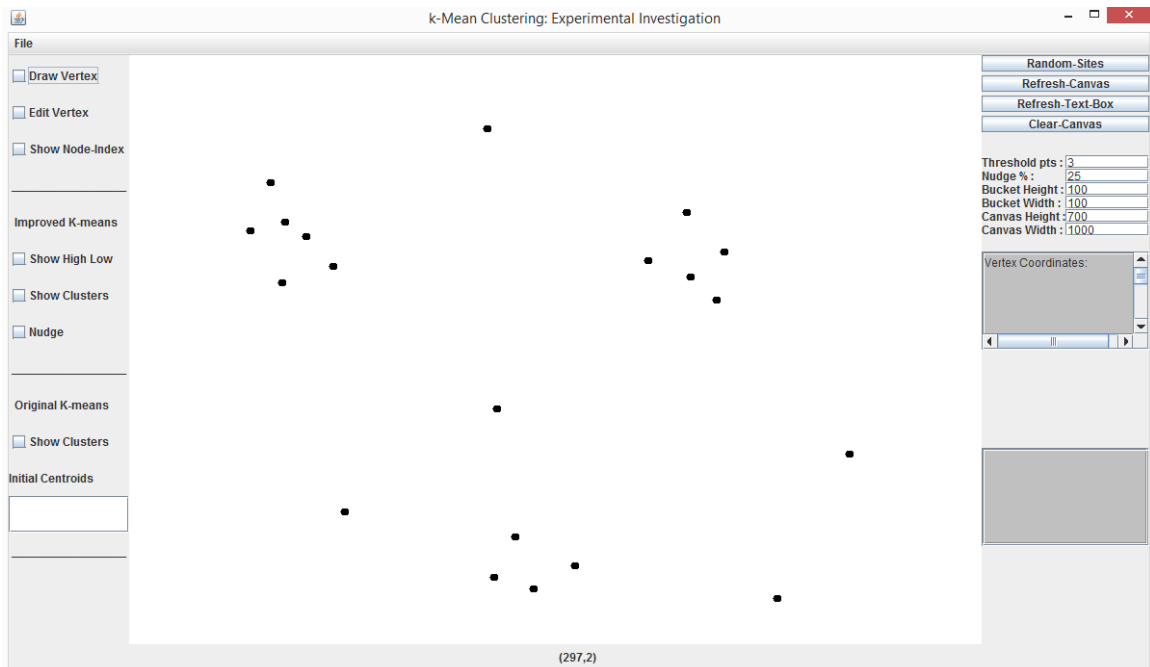 k-Mean Clustering: Experimental Investigation
File
Draw Vertex
Edit Vertex
Show Node-Index
Improved K-means
Show High Low
Show Clusters
Nudge
Original K-means
Show Clusters
Initial Centroids
Random-Sites
Refresh-Canvas
Refresh-Text-Box
Clear-Canvas
Threshold pts : 3
Nudge % : 25
Bucket Height : 100
Bucket Width : 100
Canvas Height : 700
Canvas Width : 1000
Vertex Coordinates:
(297,2)